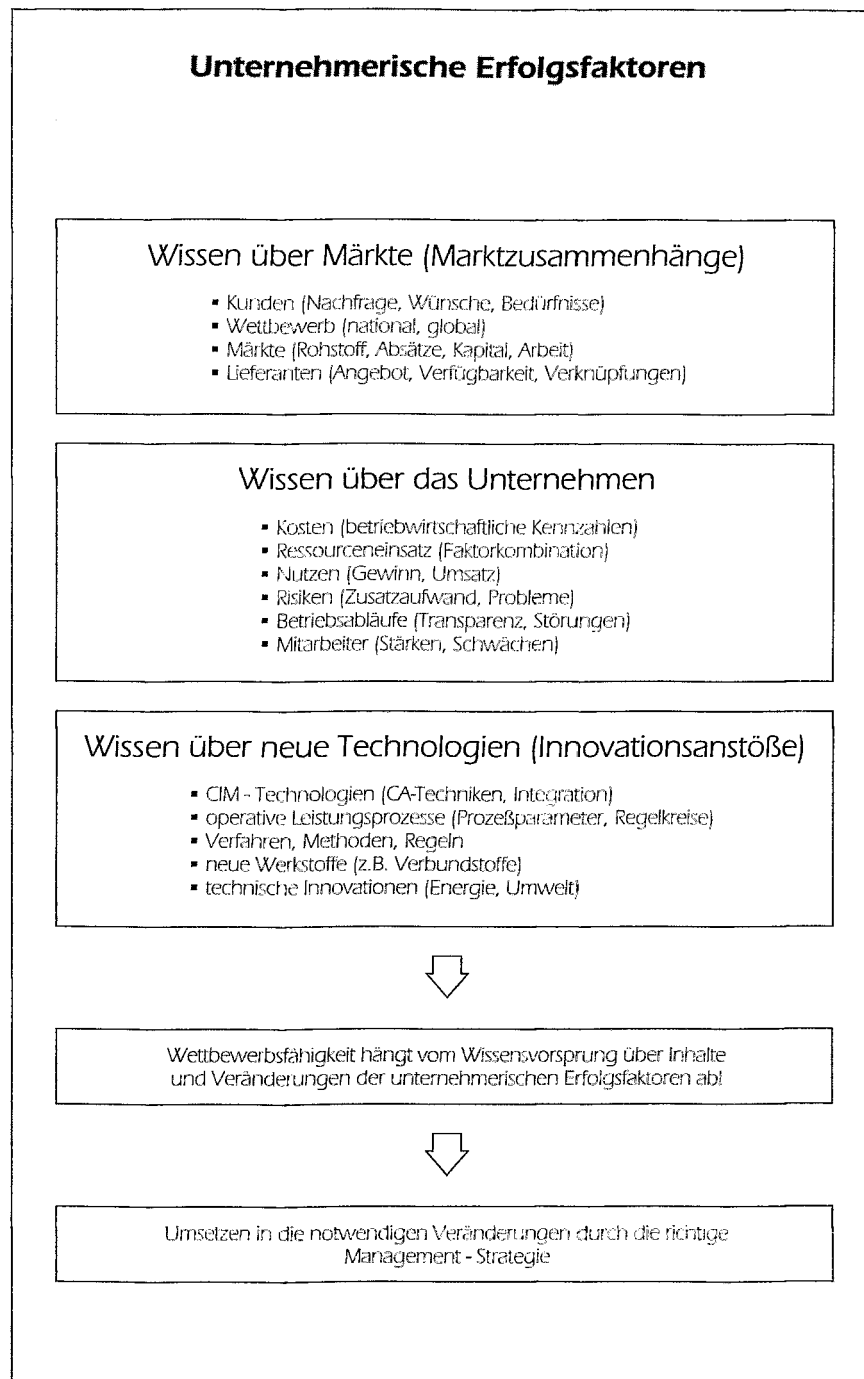 Unternehmerische Erfolgsfaktoren
Wissen über Märkte (Marktzusammenhänge)
▪ Kunden (Nachfrage, Wünsche, Bedürfnisse)
▪ Wettbewerb (national, global)
▪ Märkte (Rohstoff, Absätze, Kapital, Arbeit)
▪ Lieferanten (Angebot, Verfügbarkeit, Verknüpfungen)
Wissen über das Unternehmen
▪ Kosten (betriebwirtschaftliche Kennzahlen)
▪ Ressourceneinsatz (Faktorkombination)
▪ Nutzen (Gewinn, Umsatz)
▪ Risiken (Zusatzaufwand, Probleme)
▪ Betriebsabläufe (Transparenz, Störungen)
▪ Mitarbeiter (Stärken, Schwächen)
Wissen über neue Technologien (Innovationsanstöße)
▪ CIM - Technologien (CA-Techniken, Integration)
▪ operative Leistungsprozesse (Prozeßparameter, Regelkreise)
▪ Verfahren, Methoden, Regeln
▪ neue Werkstoffe (z.B. Verbundstoffe)
▪ technische Innovationen (Energie, Umwelt)
Wettbewerbsfähigkeit hängt vom Wissensvorsprung über Inhalte
und Veränderungen der unternehmerischen Erfolgsfaktoren ab!
Umsetzen in die notwendigen Veränderungen durch die richtige
Management - Strategie